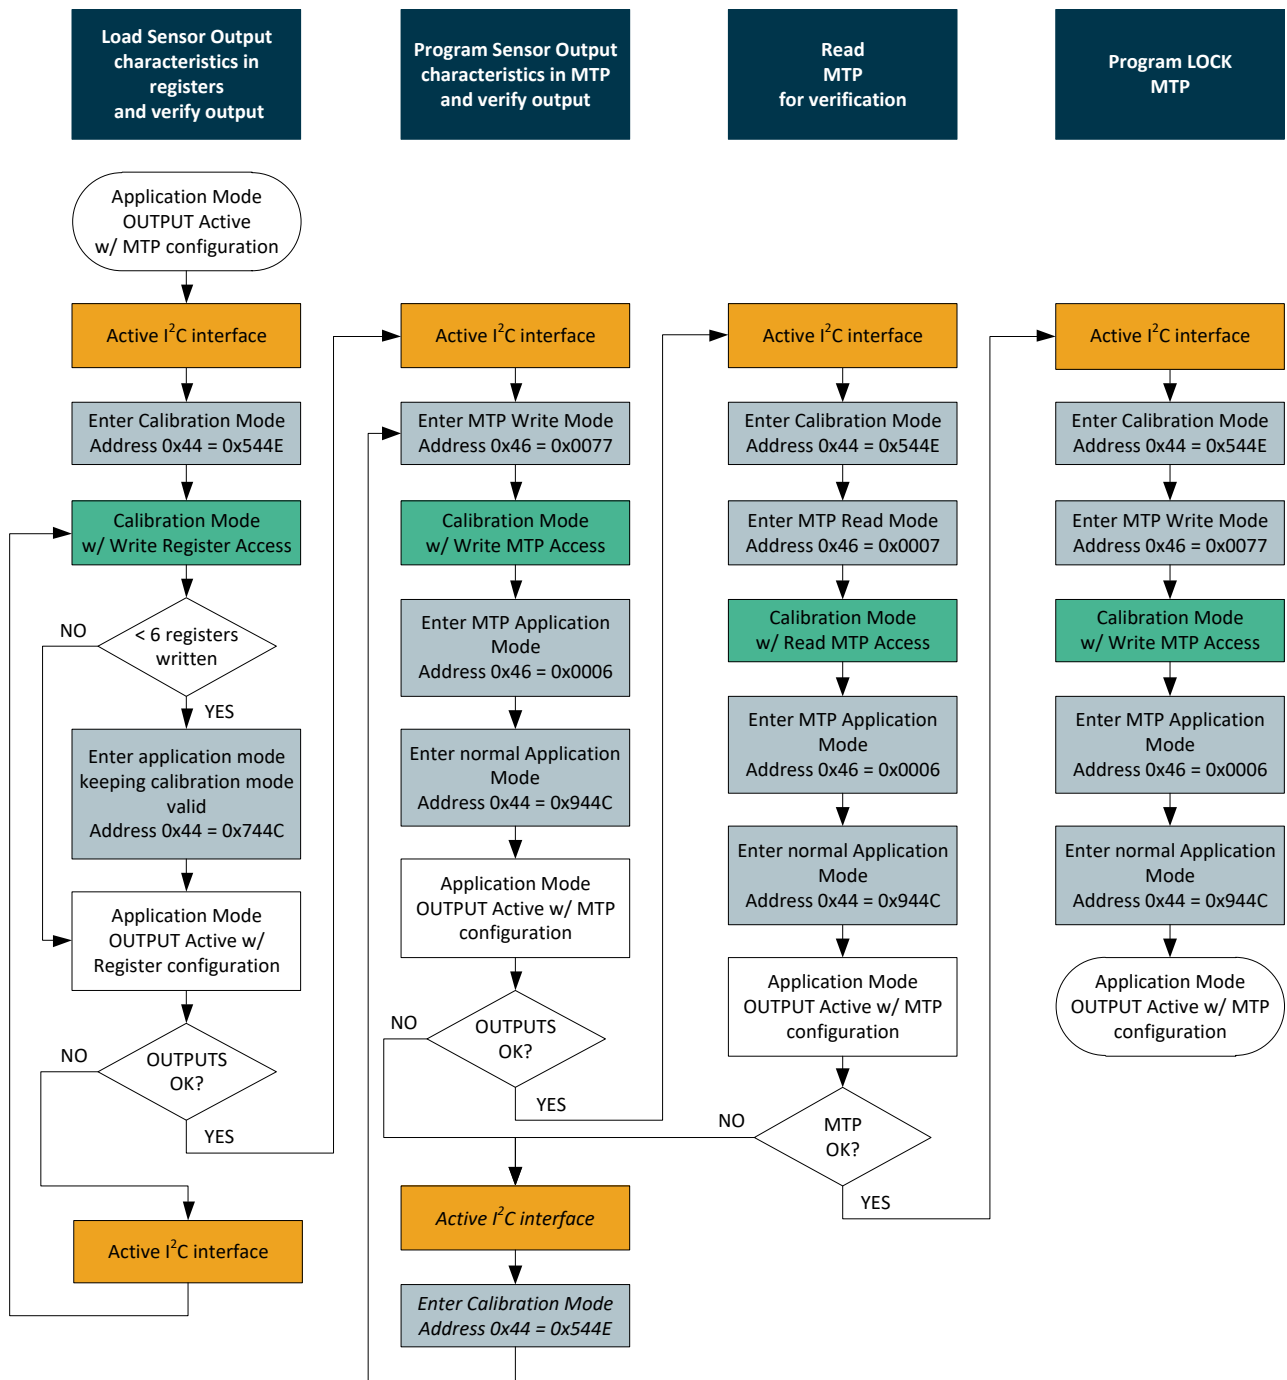 Load Sensor Output
characteristics in
registers
and verify output
Application Mode
OUTPUT Active
w/ MTP configuration
Active I²C interface
Enter Calibration Mode
Address 0x44 = 0x544E
Calibration Mode
w/ Write Register Access
< 6 registers
written
NO
YES
Enter application mode
keeping calibration mode
valid
Address 0x44 = 0x744C
Application Mode
OUTPUT Active w/
Register configuration
OUTPUTS
OK?
NO
YES
Active I²C interface
Program Sensor Output
characteristics in MTP
and verify output
Active I²C interface
Enter MTP Write Mode
Address 0x46 = 0x0077
Calibration Mode
w/ Write MTP Access
Enter MTP Application
Mode
Address 0x46 = 0x0006
Enter normal Application
Mode
Address 0x44 = 0x944C
Application Mode
OUTPUT Active w/ MTP
configuration
OUTPUTS
OK?
NO
YES
Active I²C interface
Enter Calibration Mode
Address 0x44 = 0x544E
Read
MTP
for verification
Active I²C interface
Enter Calibration Mode
Address 0x44 = 0x544E
Enter MTP Read Mode
Address 0x46 = 0x0007
Calibration Mode
w/ Read MTP Access
Enter MTP Application
Mode
Address 0x46 = 0x0006
Enter normal Application
Mode
Address 0x44 = 0x944C
Application Mode
OUTPUT Active w/ MTP
configuration
MTP
OK?
NO
YES
Program LOCK
MTP
Active I²C interface
Enter Calibration Mode
Address 0x44 = 0x544E
Enter MTP Write Mode
Address 0x46 = 0x0077
Calibration Mode
w/ Write MTP Access
Enter MTP Application
Mode
Address 0x46 = 0x0006
Enter normal Application
Mode
Address 0x44 = 0x944C
Application Mode
OUTPUT Active w/ MTP
configuration